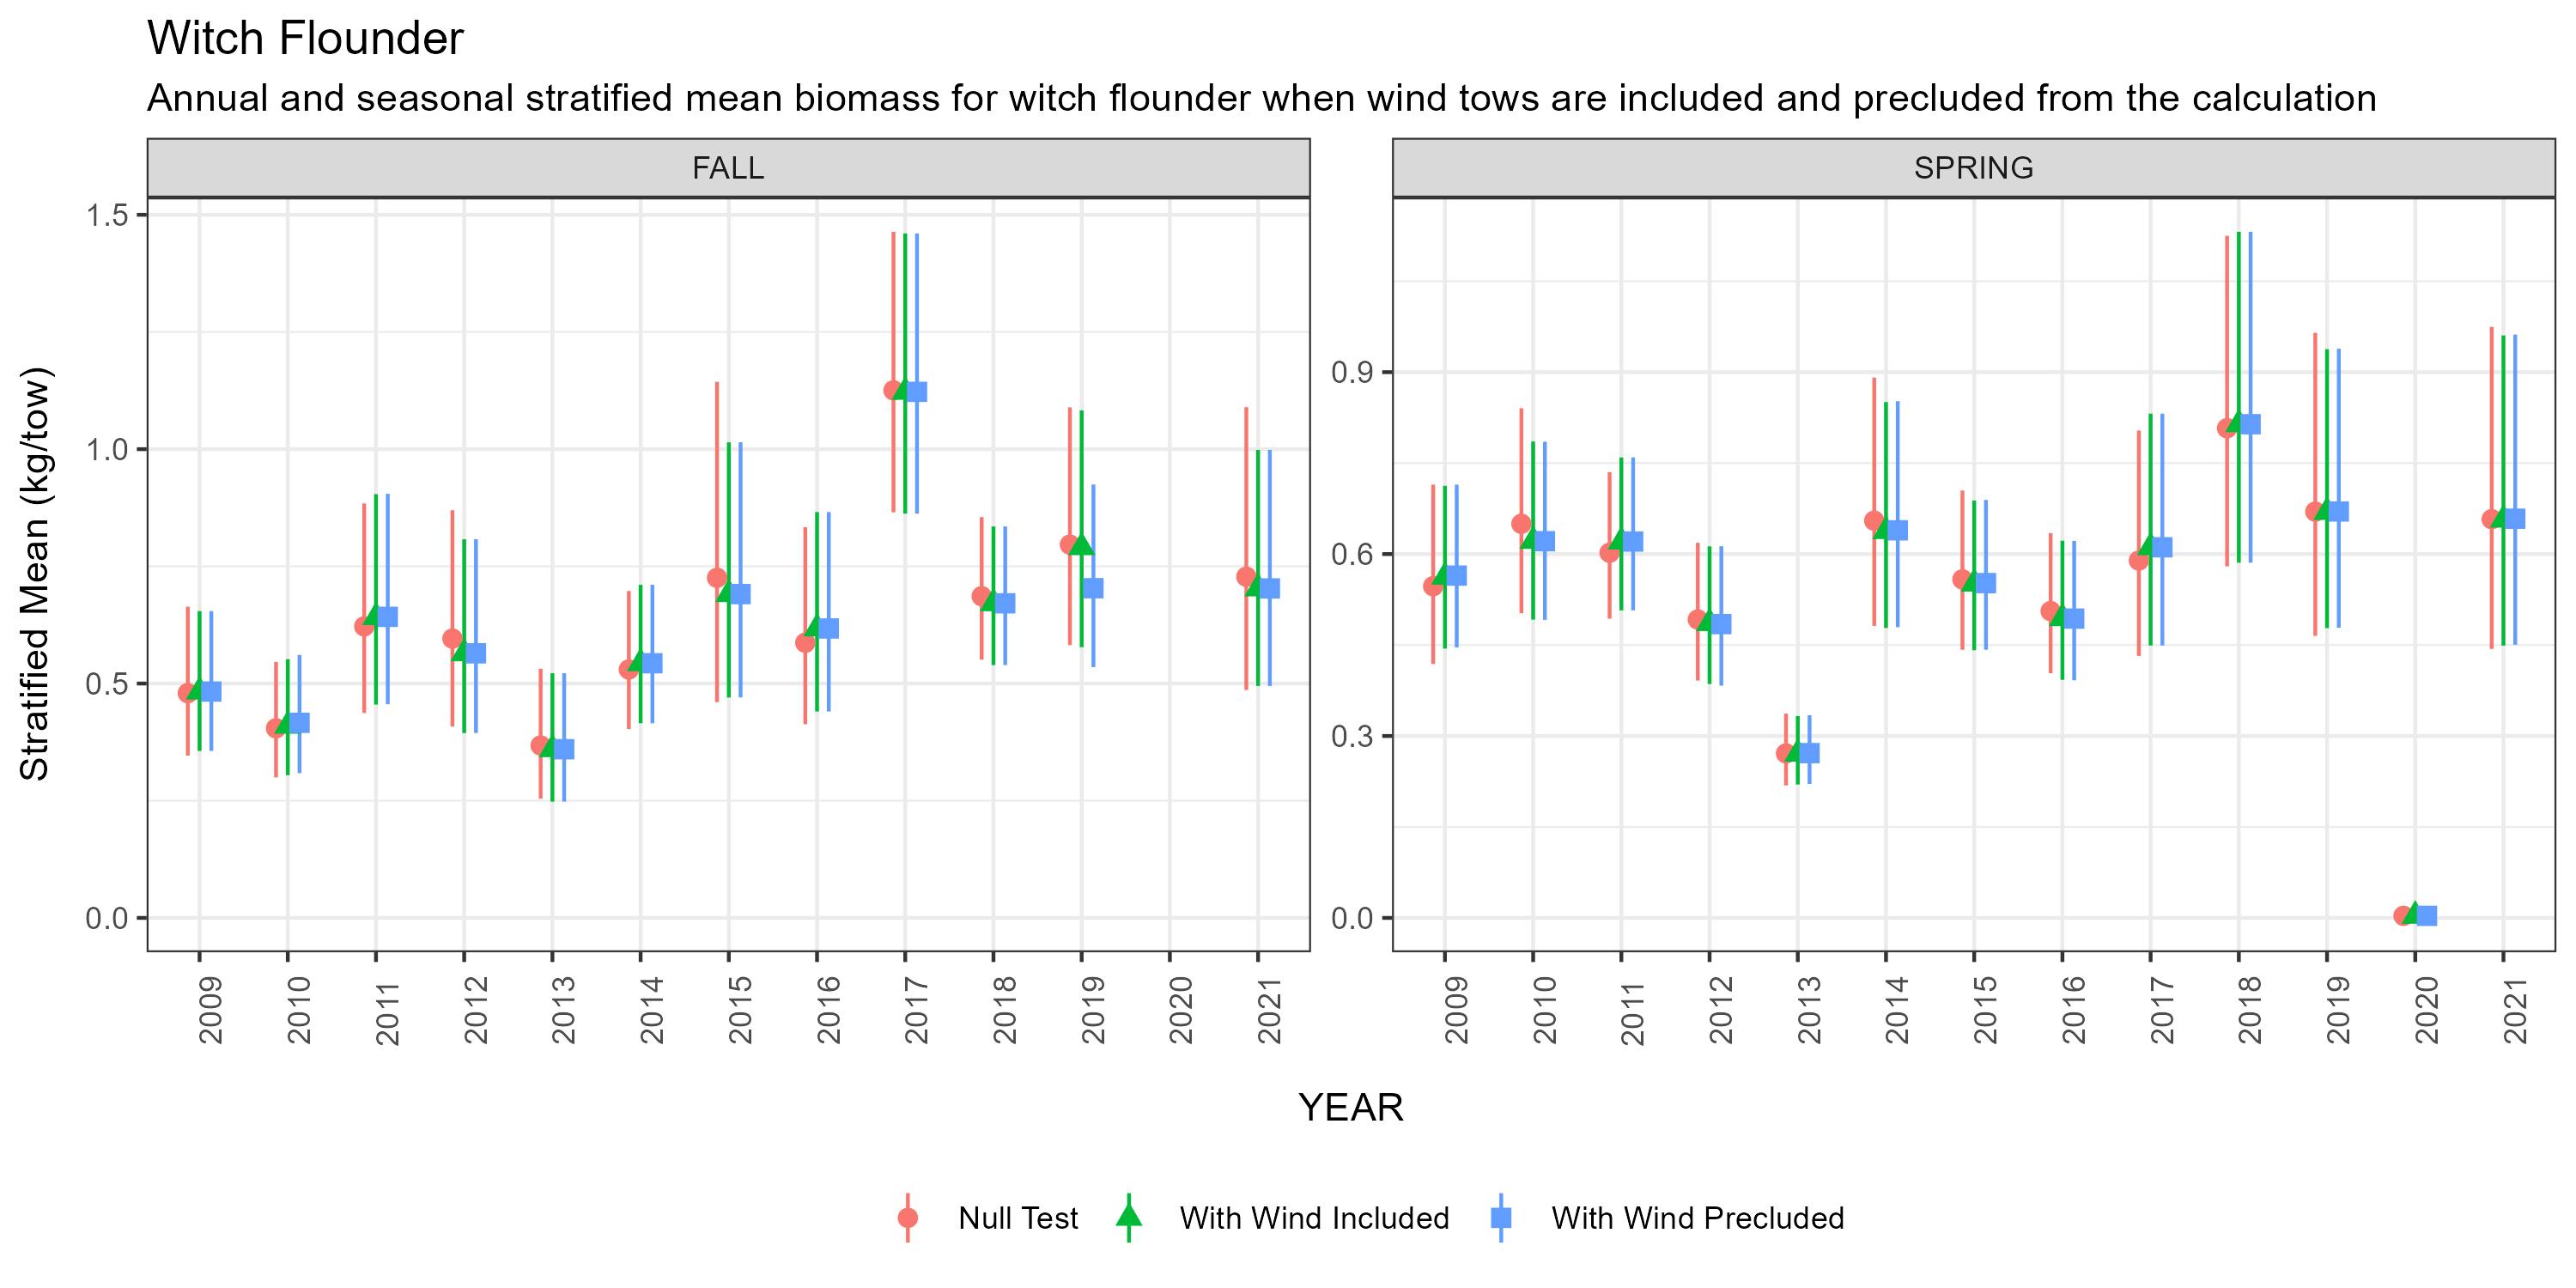 Witch Flounder
Annual and seasonal stratified mean biomass for witch flounder when wind tows are included and precluded from the calculation
FALL
SPRING
Stratified Mean (kg/tow)
1.5
1.0
0.5
0.0
0.9
0.6
0.3
0.0
2009 2010 2011 2012 2013 2014 2015 2016 2017 2018 2019 2020 2021
2009 2010 2011 2012 2013 2014 2015 2016 2017 2018 2019 2020 2021
YEAR
Null Test With Wind Included With Wind Precluded